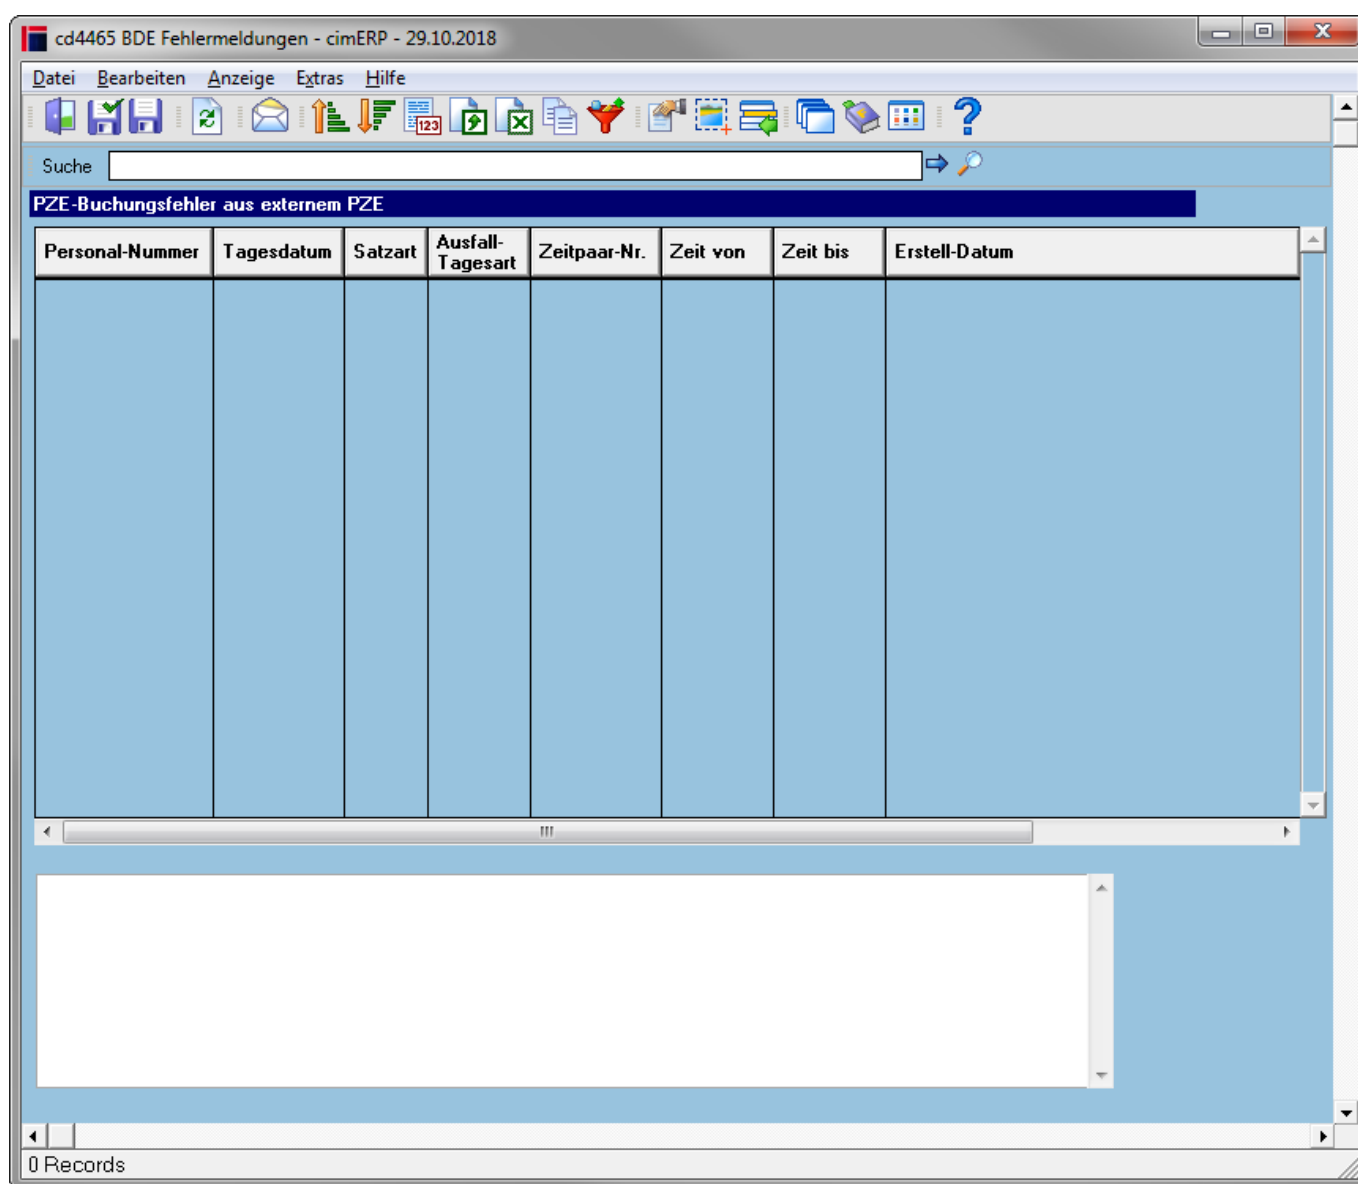 cd4465 BDE Fehlermeldungen - cimERP - 29.10.2018
Datei Bearbeiten Anzeige Extras Hilfe
123
Suche
PZE-Buchungsfehler aus externem PZE
Personal-Nummer Tagesdatum Satzart Ausfall-Tagesart Zeitpaar-Nr. Zeit von Zeit bis Erstell-Datum
0 Records